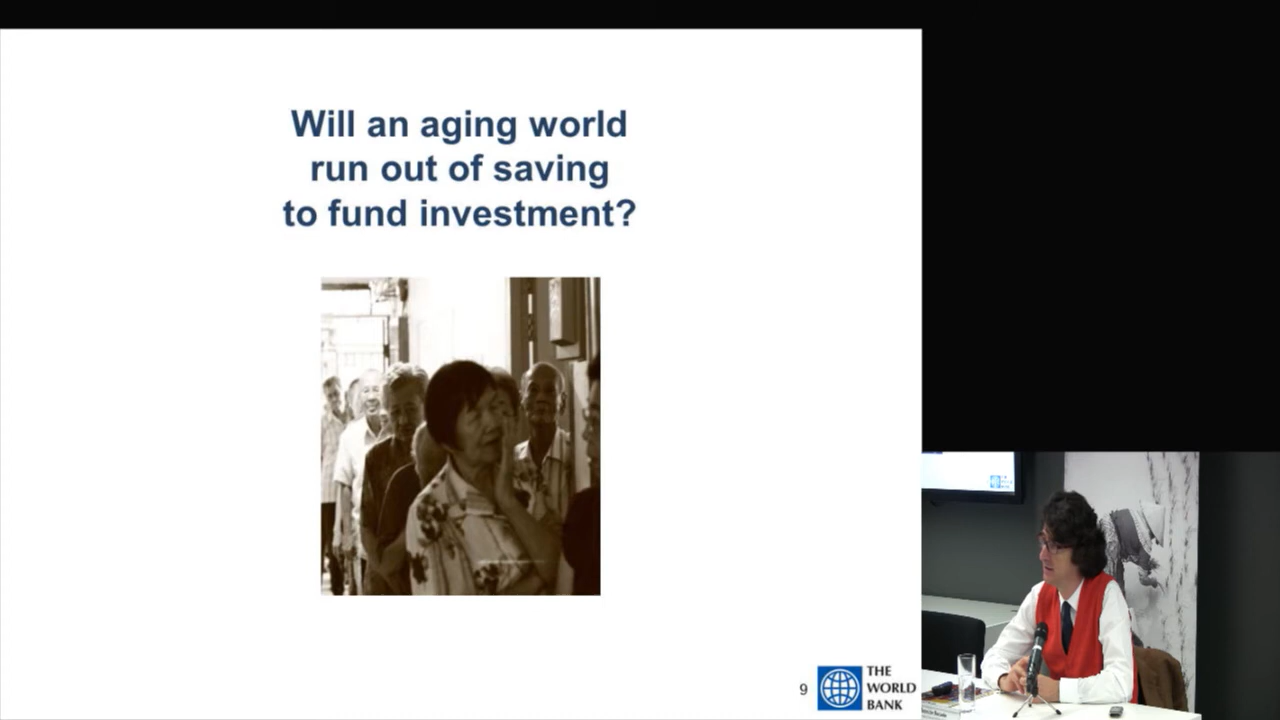 Will an aging world
run out of saving
to fund investment?
9
THE
WORLD
BANK